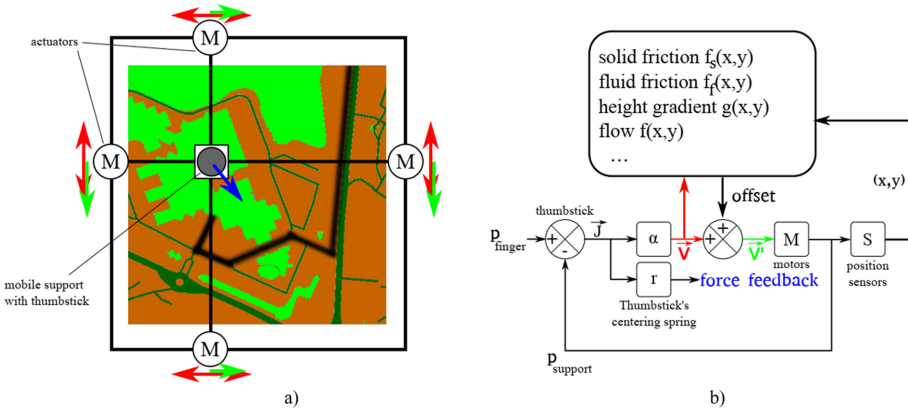 actuators
M
M
M
M
mobile support
with thumbstick
a)
solid friction fs(x,y)
fluid friction ff(x,y)
height gradient g(x,y)
flow f(x,y)
...
offset
(x,y)
thumbstick
pfinger
+
-
J
α
V
+
+
V'
M
motors
S
position
sensors
r
force feedback
Thumbstick's
centering spring
psupport
b)